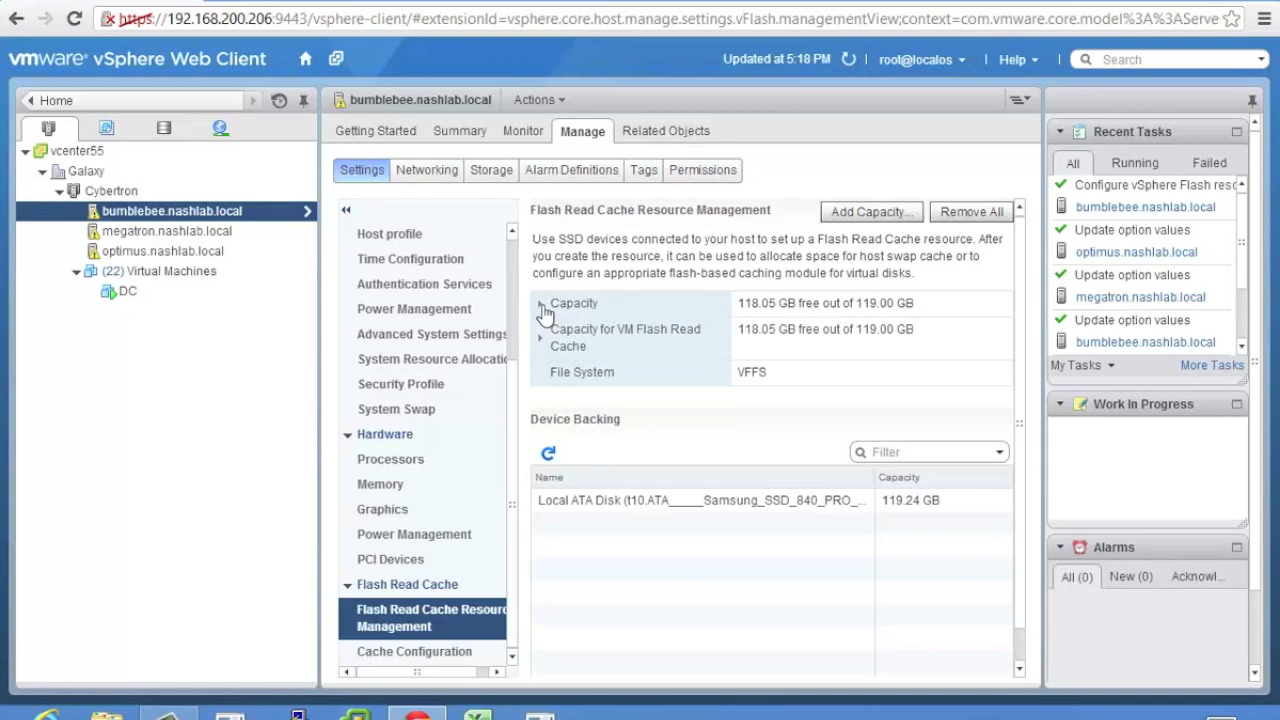 https://192.168.200.206:9443/vsphere-client/#extensionId=vsphere.core.host.manage.settings.vFlash.managementView;context=com.vmware.core.model%3A%3AServe
vmware® vSphere Web Client
Updated at 5:18 PM
root@localos
Help
Search
Home
bumblebee.nashlab.local
Actions
Getting Started
Summary
Monitor
Manage
Related Objects
Settings
Networking
Storage
Alarm Definitions
Tags
Permissions
vcenter55
Galaxy
Cybertron
bumblebee.nashlab.local
megatron.nashlab.local
optimus.nashlab.local
(22) Virtual Machines
DC
Host profile
Time Configuration
Authentication Services
Power Management
Advanced System Settings
System Resource Allocatio
Security Profile
System Swap
Hardware
Processors
Memory
Graphics
Power Management
PCI Devices
Flash Read Cache
Flash Read Cache Resourc
Management
Cache Configuration
Flash Read Cache Resource Management
Add Capacity...
Remove All
Use SSD devices connected to your host to set up a Flash Read Cache resource. After
you create the resource, it can be used to allocate space for host swap cache or to
configure an appropriate flash-based caching module for virtual disks.
Capacity
118.05 GB free out of 119.00 GB
Capacity for VM Flash Read
Cache
118.05 GB free out of 119.00 GB
File System
VFFS
Device Backing
Filter
Name
Capacity
Local ATA Disk (t10.ATA_____Samsung_SSD_840_PRO_...
119.24 GB
Recent Tasks
All
Running
Failed
Configure vSphere Flash resc
bumblebee.nashlab.local
Update option values
optimus.nashlab.local
Update option values
megatron.nashlab.local
Update option values
bumblebee.nashlab.local
My Tasks
More Tasks
Work In Progress
Alarms
All (0)
New (0)
Acknowl...